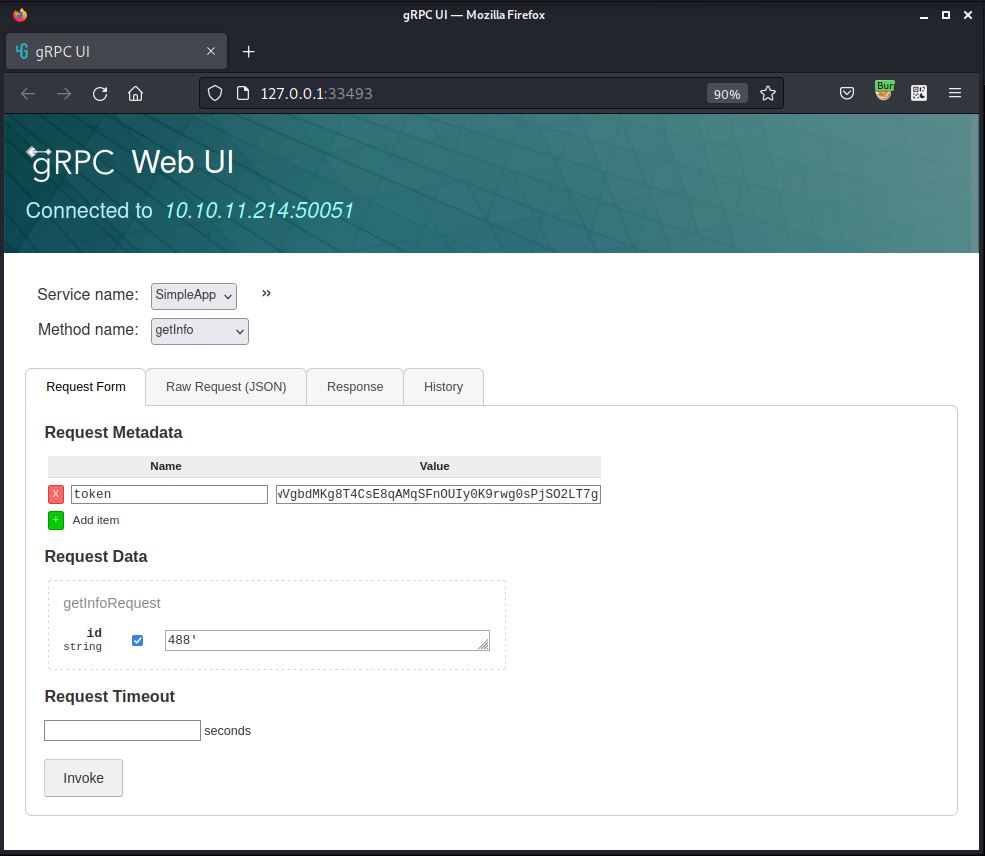 gRPC UI — Mozilla Firefox
gRPC UI
127.0.0.1:33493
90%
Bur
gRPC Web UI
Connected to 10.10.11.214:50051
Service name: SimpleApp »
Method name: getInfo
Request Form Raw Request (JSON) Response History
Request Metadata
Name Value
X token VgbdMKg8T4CsE8qAMqSFnOUIy0K9rwg0sPjSO2LT7g
+ Add item
Request Data
getInfoRequest
id
string
488'
Request Timeout
seconds
Invoke